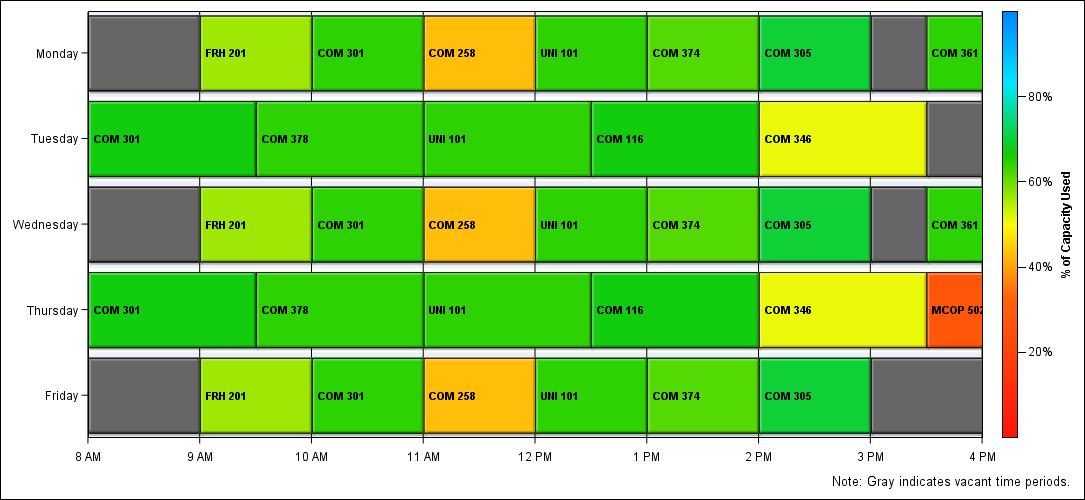 Monday
FRH 201
COM 301
COM 258
UNI 101
COM 374
COM 305
COM 361
Tuesday
COM 301
COM 378
UNI 101
COM 116
COM 346
Wednesday
FRH 201
COM 301
COM 258
UNI 101
COM 374
COM 305
COM 361
Thursday
COM 301
COM 378
UNI 101
COM 116
COM 346
MCOP 502
Friday
FRH 201
COM 301
COM 258
UNI 101
COM 374
COM 305
8 AM
9 AM
10 AM
11 AM
12 PM
1 PM
2 PM
3 PM
4 PM
80%
60%
40%
20%
% of Capacity Used
Note: Gray indicates vacant time periods.